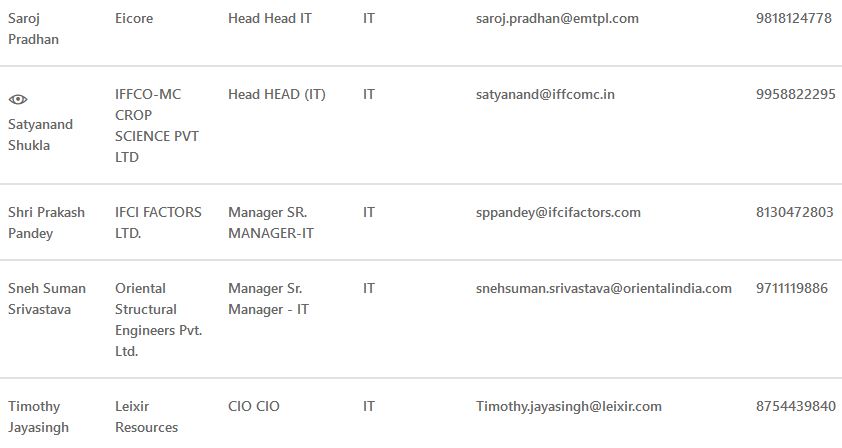 Saroj Pradhan Eicore Head Head IT IT saroj.pradhan@emtpl.com 9818124778
Satyanand Shukla IFFCO-MC CROP SCIENCE PVT LTD Head HEAD (IT) IT satyanand@iffcomc.in 9958822295
Shri Prakash Pandey IFCI FACTORS LTD. Manager SR. MANAGER-IT IT sppandey@ifcifactors.com 8130472803
Sneh Suman Srivastava Oriental Structural Engineers Pvt. Ltd. Manager Sr. Manager - IT IT snehsuman.srivastava@orientalindia.com 9711119886
Timothy Jayasingh Leixir Resources CIO CIO IT Timothy.jayasingh@leixir.com 8754439840